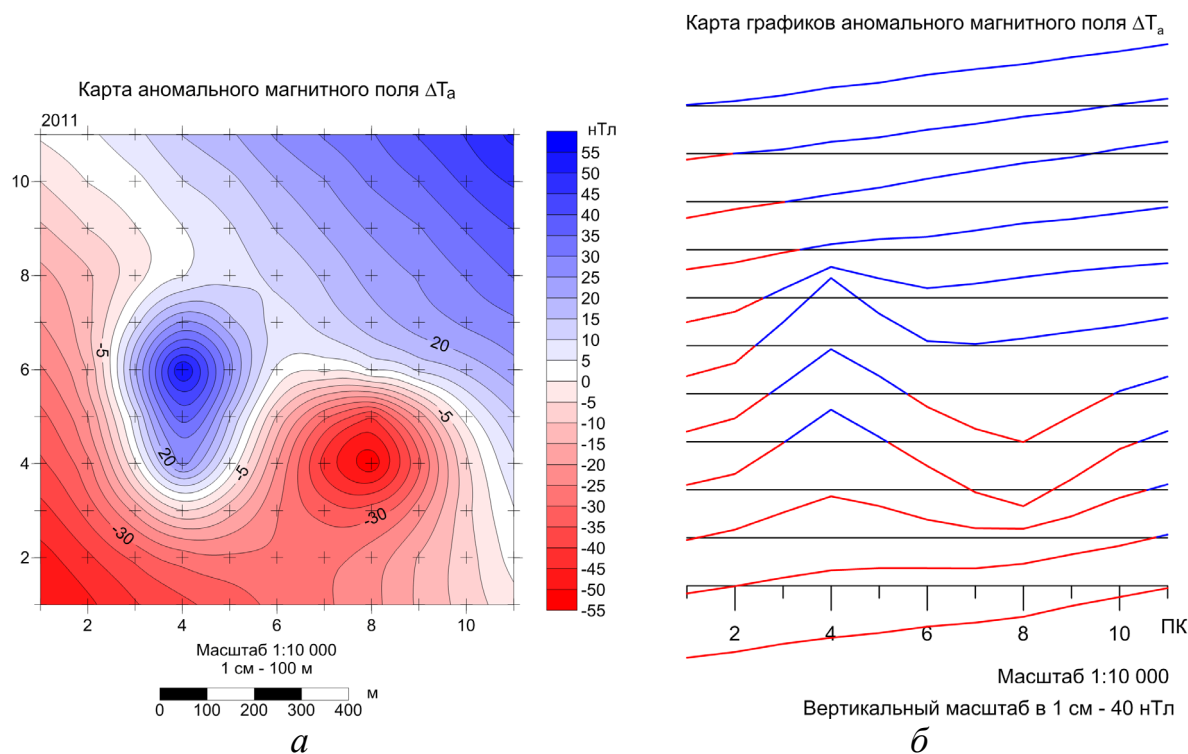 Карта аномального магнитного поля ΔTa
2011
нТл
10
8
6
4
2
2 4 6 8 10
-5
20
20
-5
-5
-30
-30
55
50
45
40
35
30
25
20
15
10
5
0
-5
-10
-15
-20
-25
-30
-35
-40
-45
-50
-55
Масштаб 1:10 000
1 см - 100 м
м
0 100 200 300 400
а
Карта графиков аномального магнитного поля ΔTa
2 4 6 8 10 ПК
Масштаб 1:10 000
Вертикальный масштаб в 1 см - 40 нТл
б